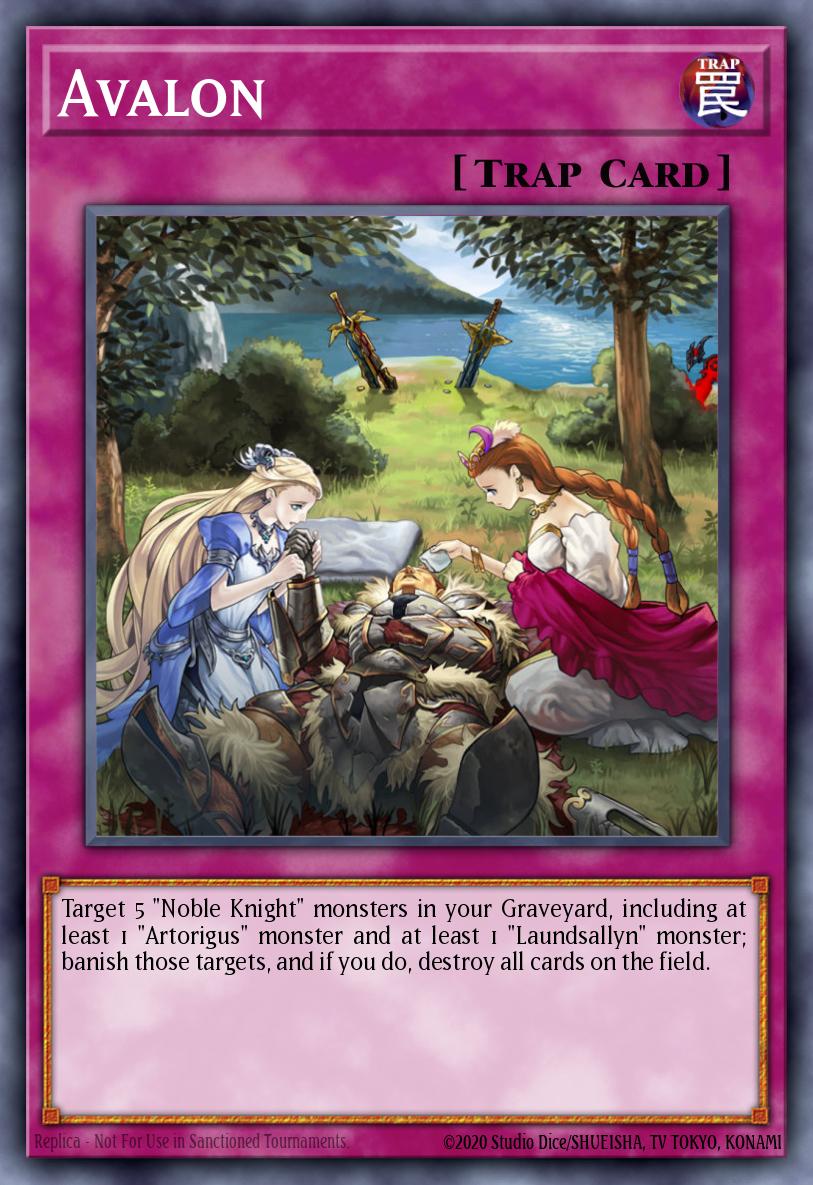 Avalon
TRAP
罠
[Trap Card]
Target 5 "Noble Knight" monsters in your Graveyard, including at
least 1 "Artorigus" monster and at least 1 "Laundsallyn" monster;
banish those targets, and if you do, destroy all cards on the field.
Replica - Not For Use in Sanctioned Tournaments.
©2020 Studio Dice/SHUEISHA, TV TOKYO, KONAMI